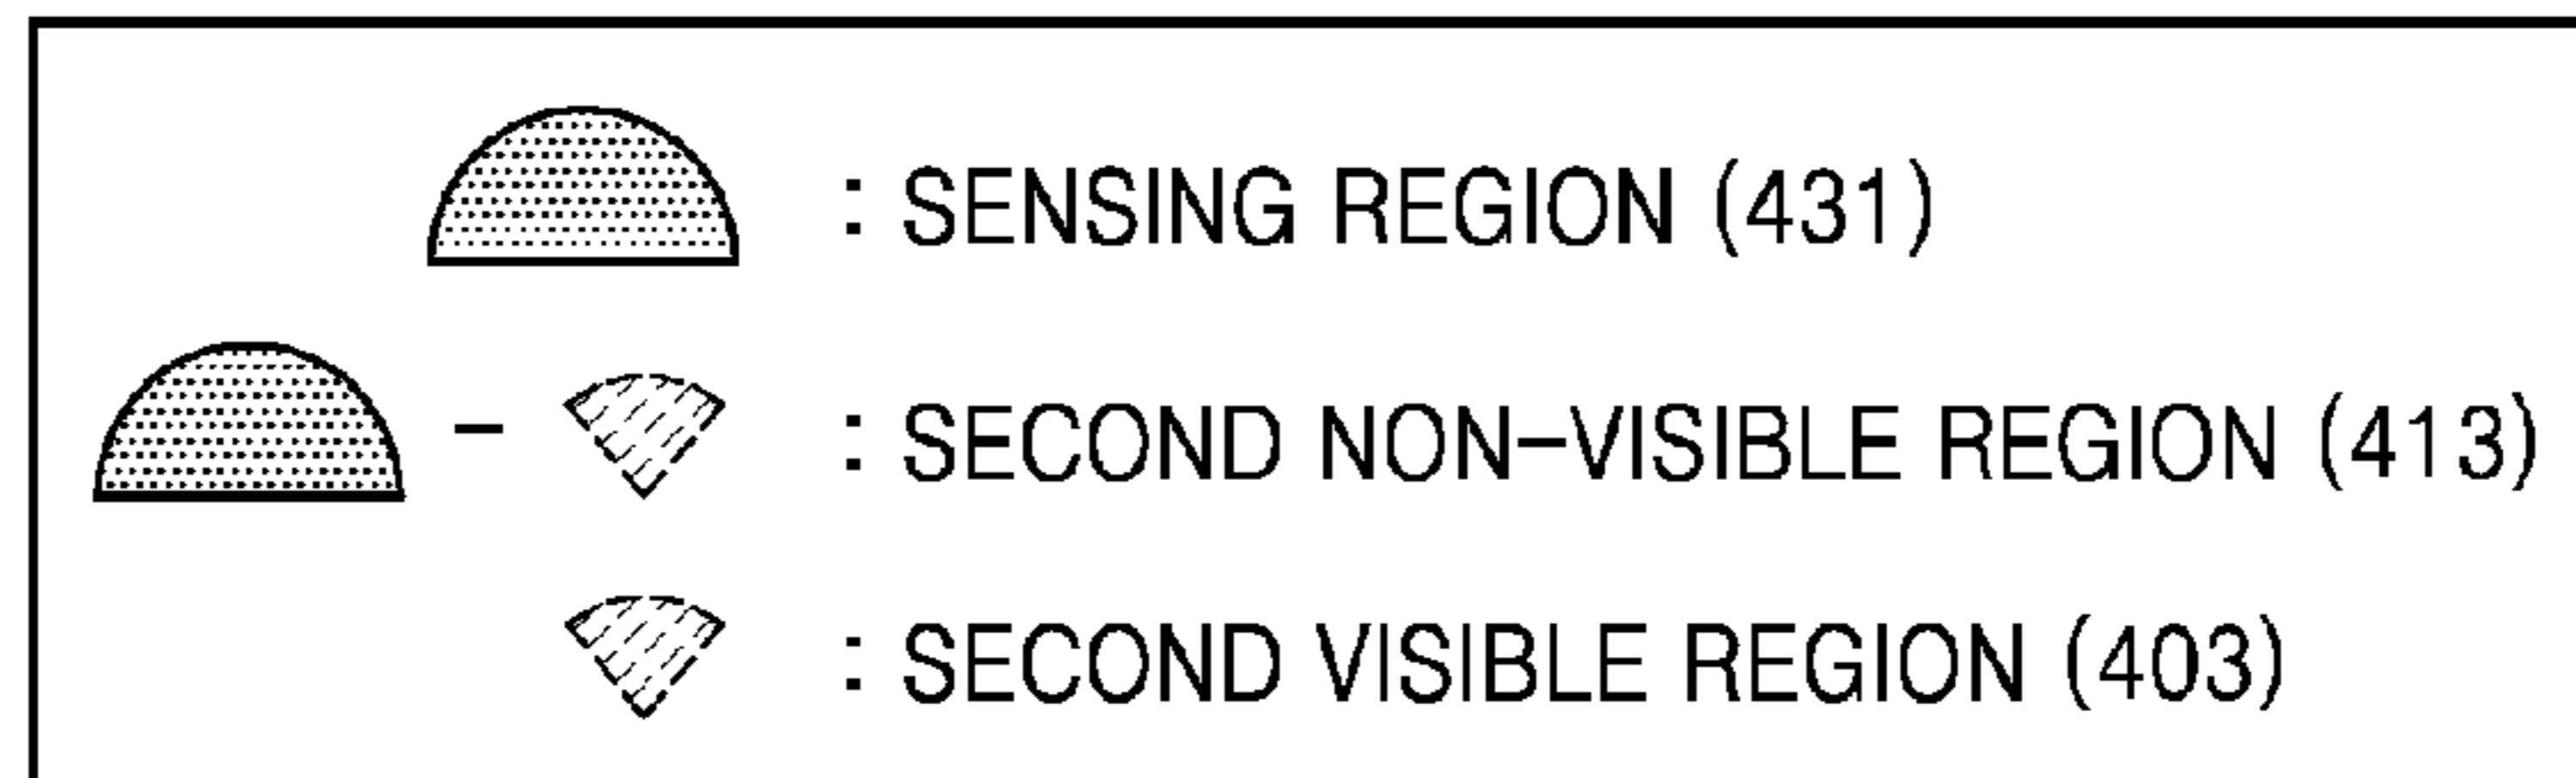 : SENSING REGION (431)
– : SECOND NON–VISIBLE REGION (413)
: SECOND VISIBLE REGION (403)